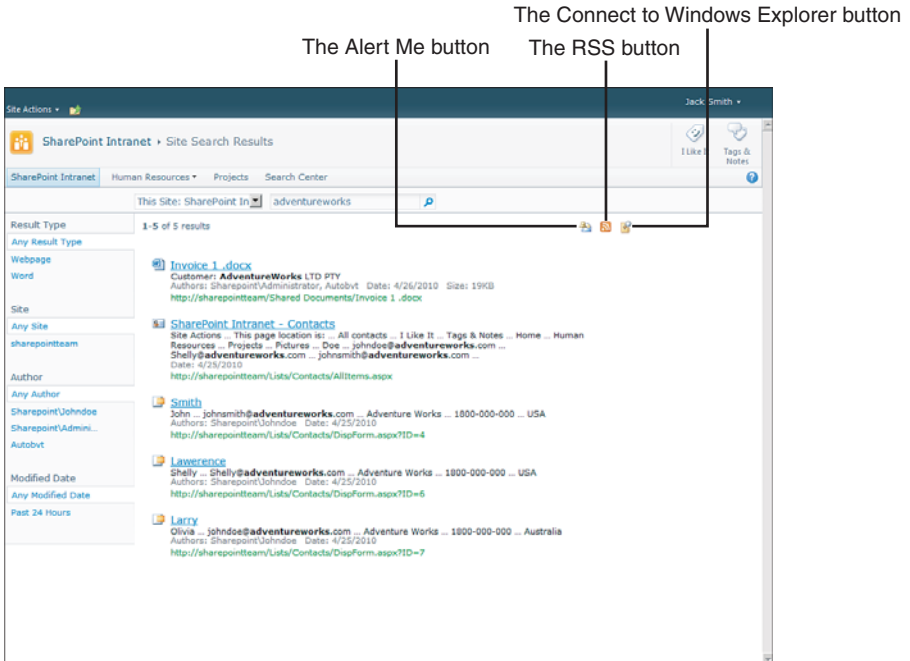 The Connect to Windows Explorer button
The Alert Me button
The RSS button
Site Actions
Jack Smith
SharePoint Intranet › Site Search Results
I Like I
Tags & Notes
SharePoint Intranet
Human Resources
Projects
Search Center
This Site: SharePoint In
adventureworks
Result Type
Any Result Type
Webpage
Word
Site
Any Site
sharepointteam
Author
Any Author
Sharepoint\Johndoe
Sharepoint\Admini...
Autobvt
Modified Date
Any Modified Date
Past 24 Hours
1-5 of 5 results
Invoice 1 .docx
Customer: AdventureWorks LTD PTY
Authors: Sharepoint\Administrator, Autobvt Date: 4/26/2010 Size: 19KB
http://sharepointteam/Shared Documents/Invoice 1 .docx
SharePoint Intranet - Contacts
Site Actions ... This page location is: ... All contacts ... I Like It ... Tags & Notes ... Home ... Human
Resources ... Projects ... Pictures ... Doe ... johndoe@adventureworks.com ...
Shelly@adventureworks.com ... johnsmith@adventureworks.com ...
Date: 4/25/2010
http://sharepointteam/Lists/Contacts/AllItems.aspx
Smith
John ... johnsmith@adventureworks.com ... Adventure Works ... 1800-000-000 ... USA
Authors: Sharepoint\Johndoe Date: 4/25/2010
http://sharepointteam/Lists/Contacts/DispForm.aspx?ID=4
Lawerence
Shelly ... Shelly@adventureworks.com ... Adventure Works ... 1800-000-000 ... USA
Authors: Sharepoint\Johndoe Date: 4/25/2010
http://sharepointteam/Lists/Contacts/DispForm.aspx?ID=6
Larry
Olivia ... johndoe@adventureworks.com ... Adventure Works ... 1800-000-000 ... Australia
Authors: Sharepoint\Johndoe Date: 4/25/2010
http://sharepointteam/Lists/Contacts/DispForm.aspx?ID=7